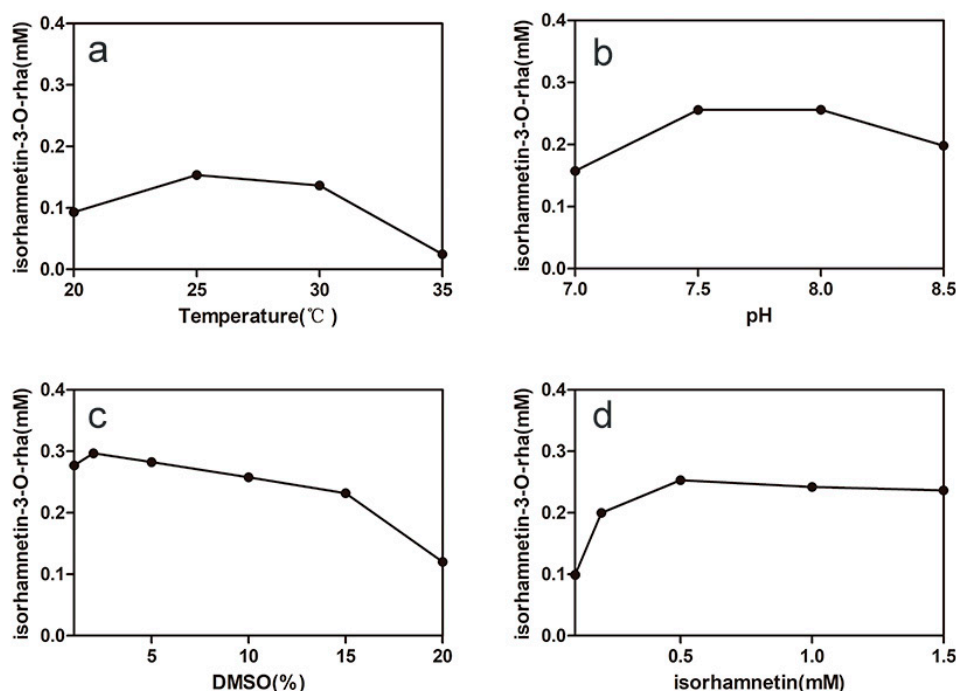 a
isorhamnetin-3-O-rha(mM)
0.4
0.3
0.2
0.1
0.0
20 25 30 35
Temperature(℃)
b
isorhamnetin-3-O-rha(mM)
0.4
0.3
0.2
0.1
0.0
7.0 7.5 8.0 8.5
pH
c
isorhamnetin-3-O-rha(mM)
0.4
0.3
0.2
0.1
0.0
5 10 15 20
DMSO(%)
d
isorhamnetin-3-O-rha(mM)
0.4
0.3
0.2
0.1
0.0
0.5 1.0 1.5
isorhamnetin(mM)